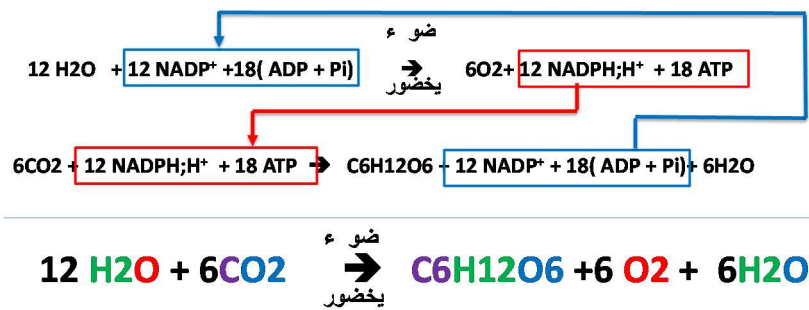 ضوء
12 H2O + 12 NADP⁺ +18( ADP + Pi) ➔ 6O2+ 12 NADPH;H⁺ + 18 ATP
يخضور
6CO2 + 12 NADPH;H⁺ + 18 ATP ➔ C6H12O6 – 12 NADP⁺ + 18( ADP + Pi)+ 6H2O
ضوء
12 H2O + 6CO2 ➔ C6H12O6 +6 O2 + 6H2O
يخضور